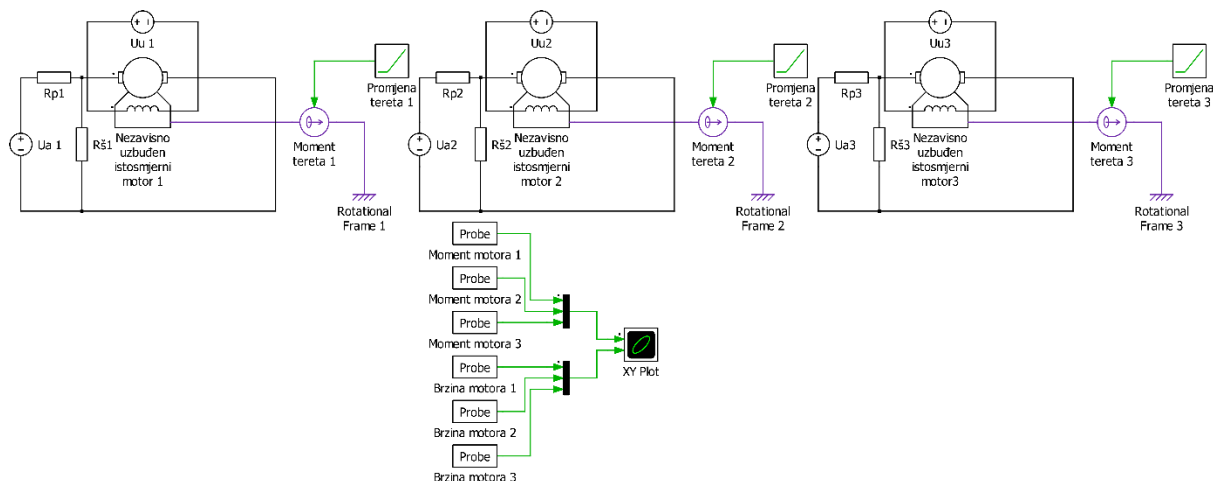 Uu 1
Rp1
Ua 1
Rš1
Nezavisno
uzbuđen
istosmjerni
motor 1
Promjena
tereta 1
Moment
tereta 1
Rotational
Frame 1
Uu2
Rp2
Ua2
Rš2
Nezavisno
uzbuđen
istosmjerni
motor 2
Promjena
tereta 2
Moment
tereta 2
Rotational
Frame 2
Uu3
Rp3
Ua3
Rš3
Nezavisno
uzbuđen
istosmjerni
motor3
Promjena
tereta 3
Moment
tereta 3
Rotational
Frame 3
Probe
Moment motora 1
Probe
Moment motora 2
Probe
Moment motora 3
Probe
Brzina motora 1
Probe
Brzina motora 2
Probe
Brzina motora 3
XY Plot